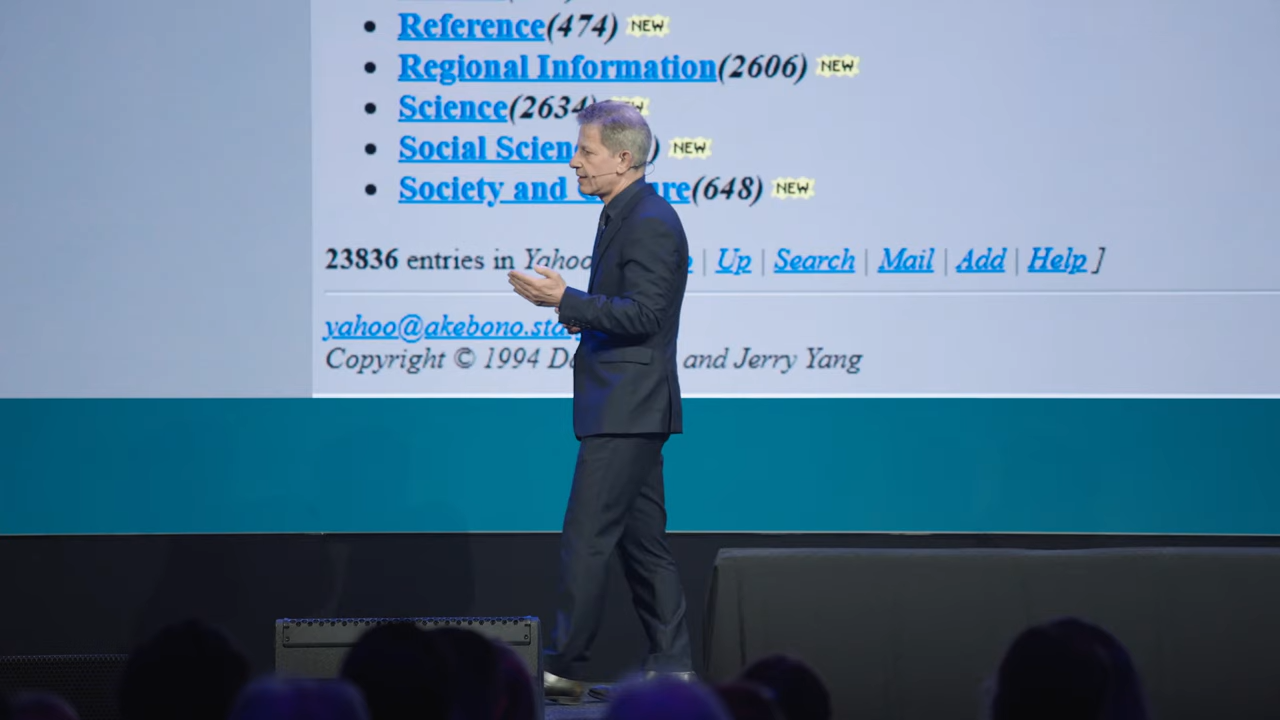 Reference(474) NEW
Regional Information(2606) NEW
Science(2634)
Social Scien ) NEW
Society and re(648) NEW
23836 entries in Yahoo | Up | Search | Mail | Add | Help ]
yahoo@akebono.sta
Copyright © 1994 D and Jerry Yang